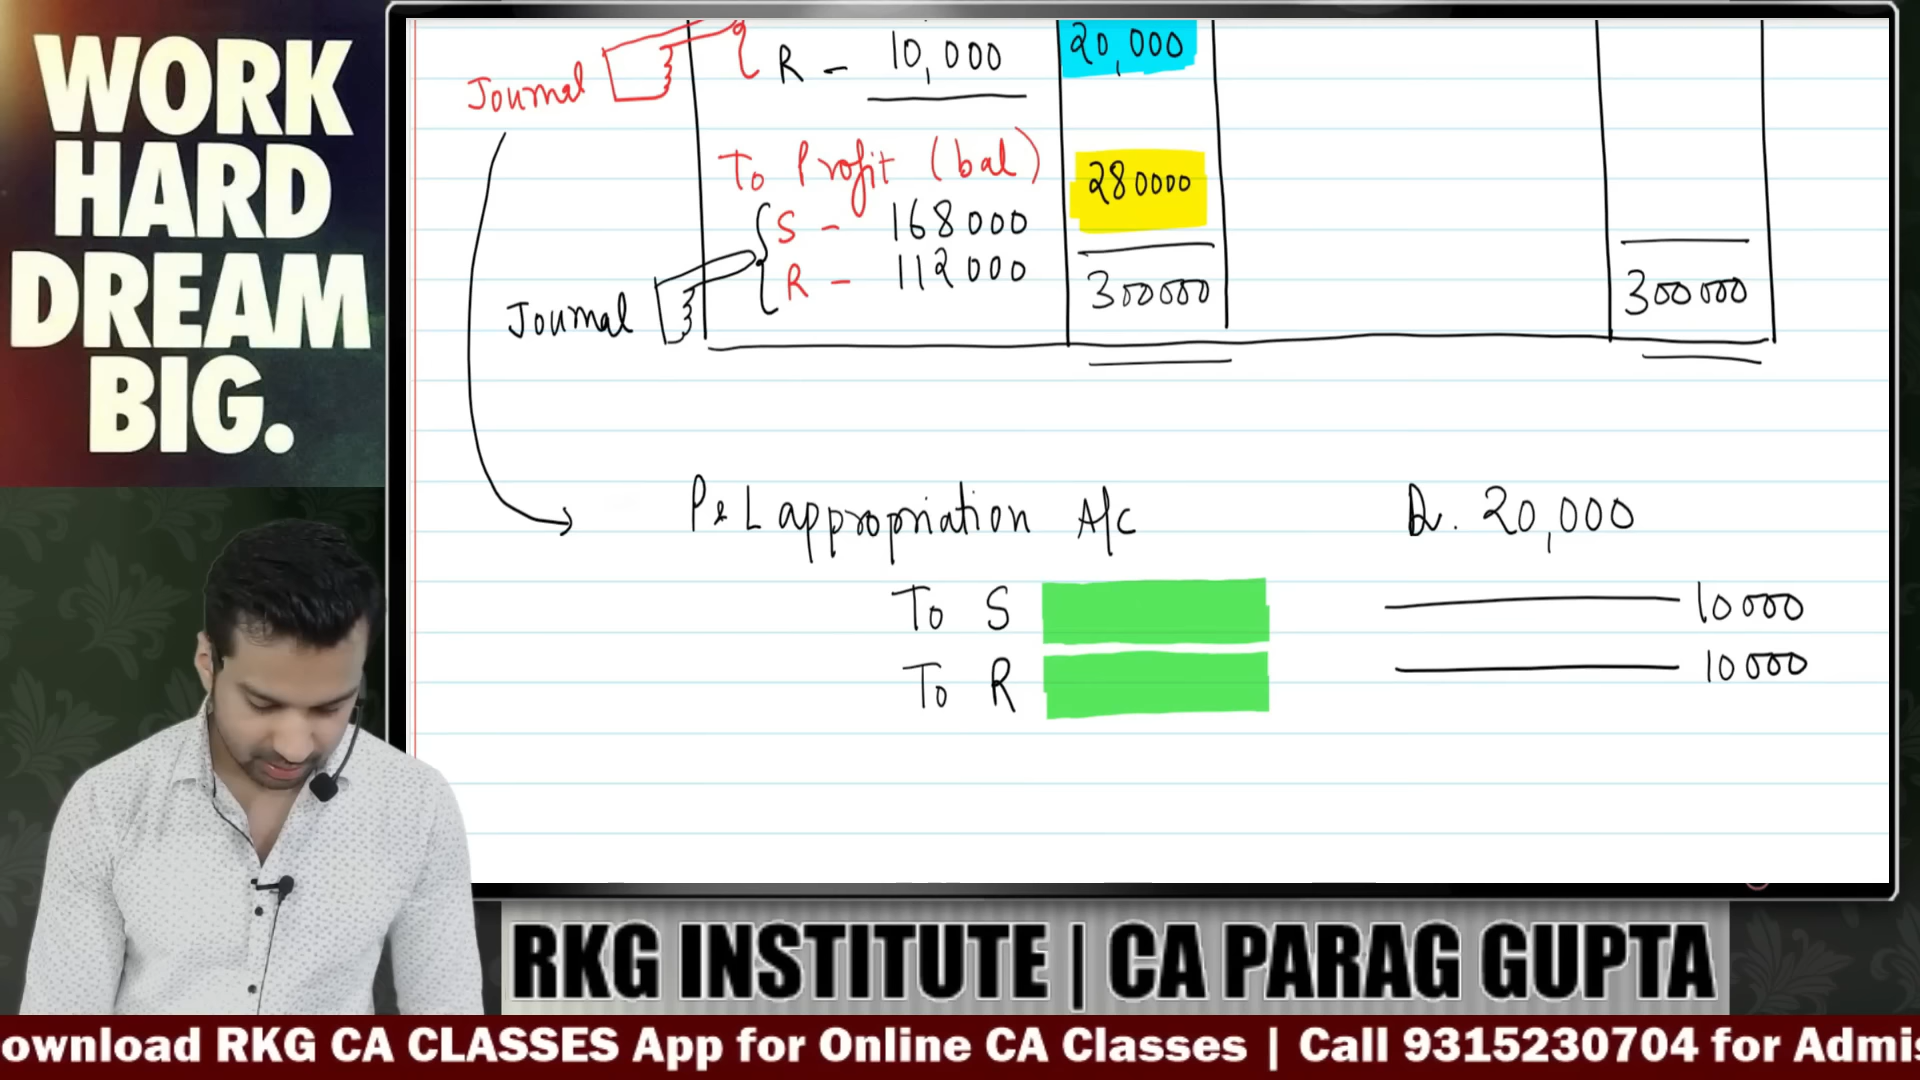 WORK
HARD
DREAM
BIG.
Journal
R - 10,000
20,000
To Profit (bal)
280000
S - 168000
R - 112000
Journal
300000
300000
P & L appropriation A/c Dr. 20,000
To S 10000
To R 10000
RKG INSTITUTE | CA PARAG GUPTA
ownload RKG CA CLASSES App for Online CA Classes | Call 9315230704 for Admis